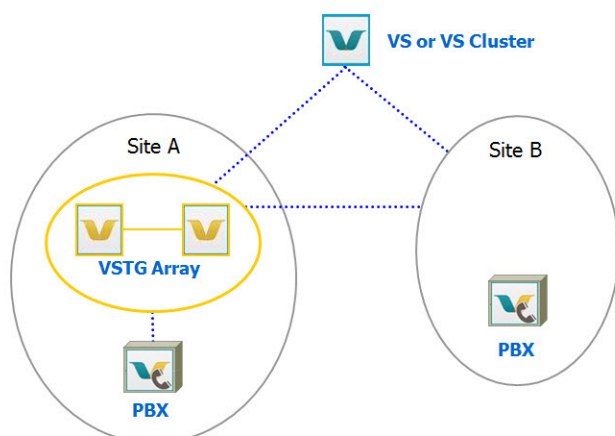 VS or VS Cluster
Site A
Site B
VSTG Array
PBX
PBX